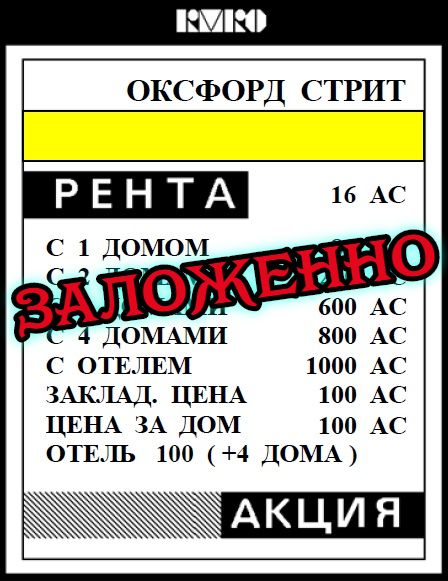 RMRO
ОКСФОРД СТРИТ
РЕНТА 16 АС
С 1 ДОМОМ
С 2
ЗАЛОЖЕННО
600 АС
С 4 ДОМАМИ 800 АС
С ОТЕЛЕМ 1000 АС
ЗАКЛАД. ЦЕНА 100 АС
ЦЕНА ЗА ДОМ 100 АС
ОТЕЛЬ 100 ( +4 ДОМА )
АКЦИЯ